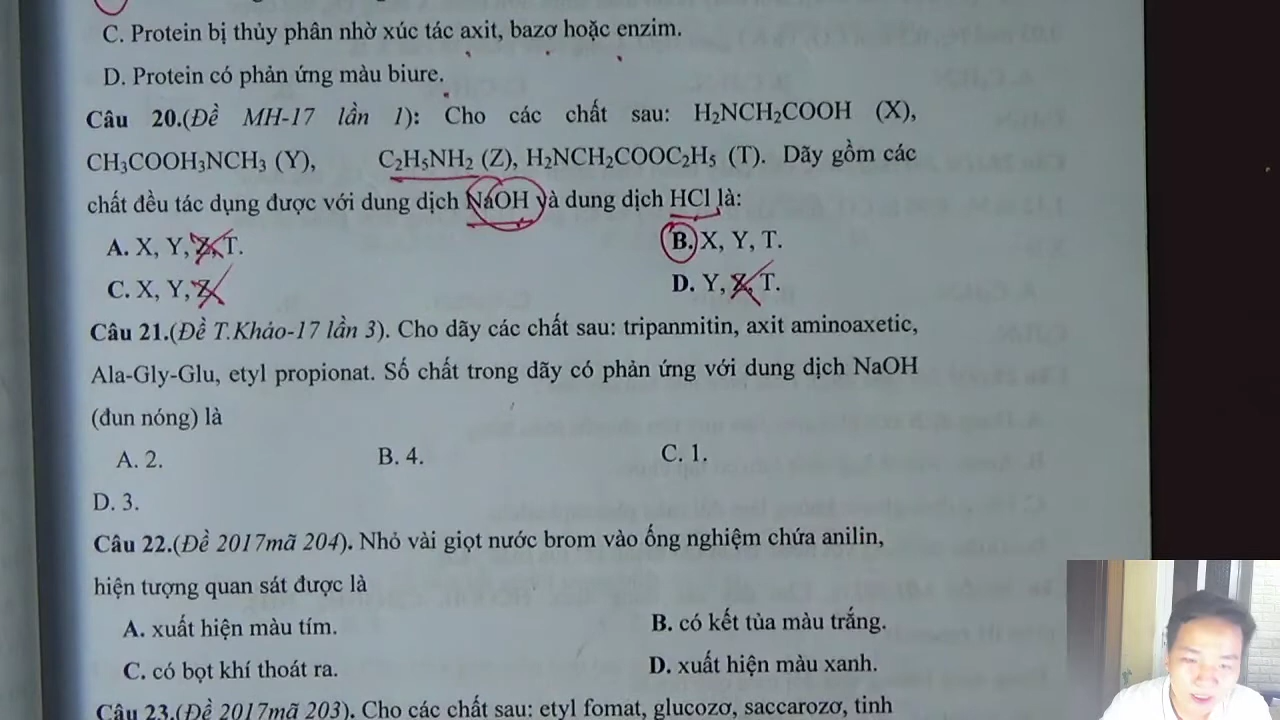 C. Protein bị thủy phân nhờ xúc tác axit, bazơ hoặc enzim.
D. Protein có phản ứng màu biure.
Câu 20.(Đề MH-17 lần 1): Cho các chất sau: H₂NCH₂COOH (X),
CH₃COOH₃NCH₃ (Y), C₂H₅NH₂ (Z), H₂NCH₂COOC₂H₅ (T). Dãy gồm các
chất đều tác dụng được với dung dịch NaOH và dung dịch HCl là:
A. X, Y, Z, T. B. X, Y, T.
C. X, Y, Z. D. Y, Z, T.
Câu 21.(Đề T.Khảo-17 lần 3). Cho dãy các chất sau: tripanmitin, axit aminoaxetic,
Ala-Gly-Glu, etyl propionat. Số chất trong dãy có phản ứng với dung dịch NaOH
(đun nóng) là
A. 2. B. 4. C. 1.
D. 3.
Câu 22.(Đề 2017mã 204). Nhỏ vài giọt nước brom vào ống nghiệm chứa anilin,
hiện tượng quan sát được là
A. xuất hiện màu tím. B. có kết tủa màu trắng.
C. có bọt khí thoát ra. D. xuất hiện màu xanh.
Câu 23.(Đề 2017mã 203). Cho các chất sau: etyl fomat, glucozơ, saccarozơ, tinh